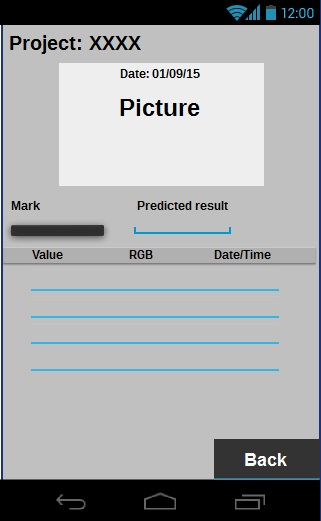 12:00
Project: XXXX
Date: 01/09/15
Picture
Mark Predicted result
Value RGB Date/Time
Back